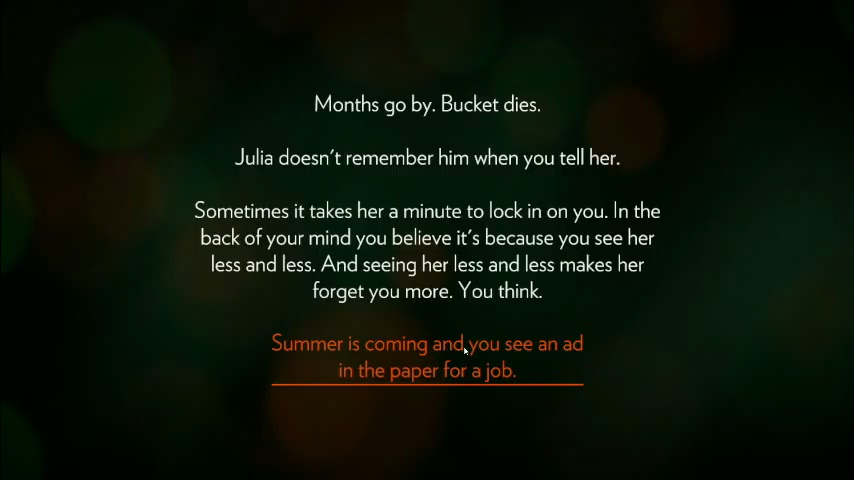 Months go by. Bucket dies.
Julia doesn't remember him when you tell her.
Sometimes it takes her a minute to lock in on you. In the
back of your mind you believe it's because you see her
less and less. And seeing her less and less makes her
forget you more. You think.
Summer is coming and you see an ad
in the paper for a job.